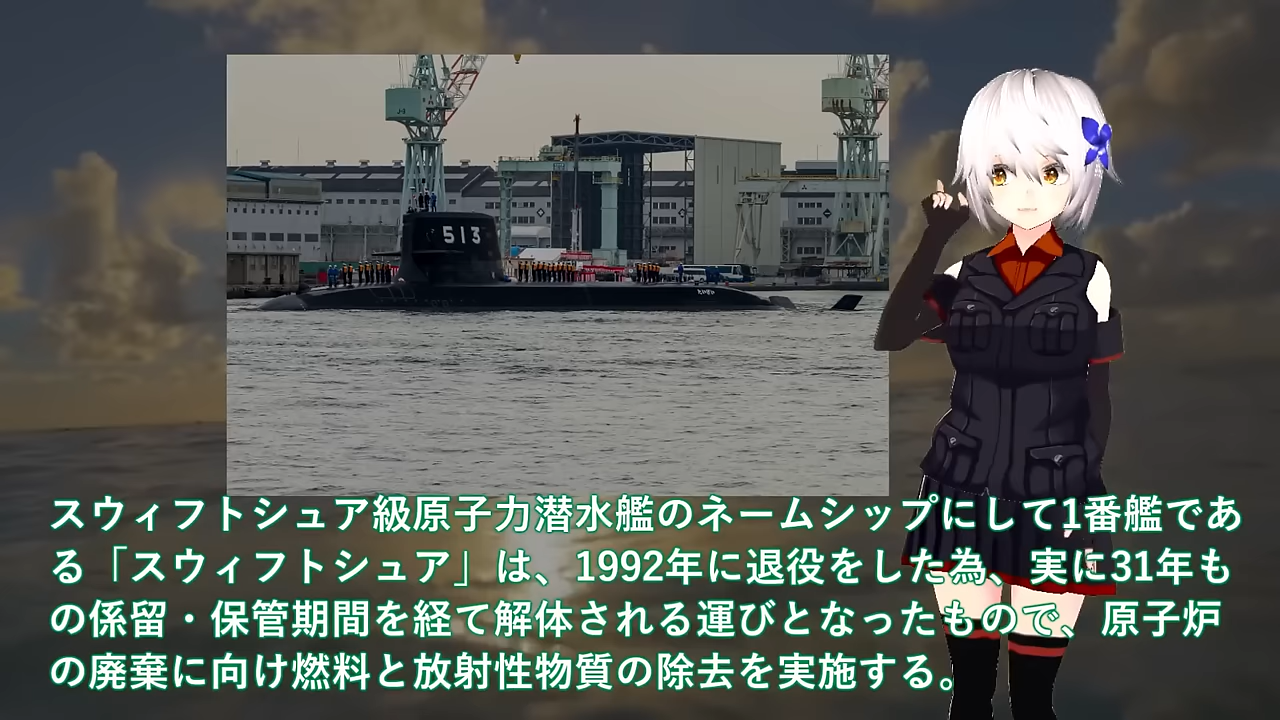 513
スウィフトシュア級原子力潜水艦のネームシップにして1番艦であ
る「スウィフトシュア」は、1992年に退役をした為、実に31年も
の係留・保管期間を経て解体される運びとなったもので、原子炉
の廃棄に向け燃料と放射性物質の除去を実施する。